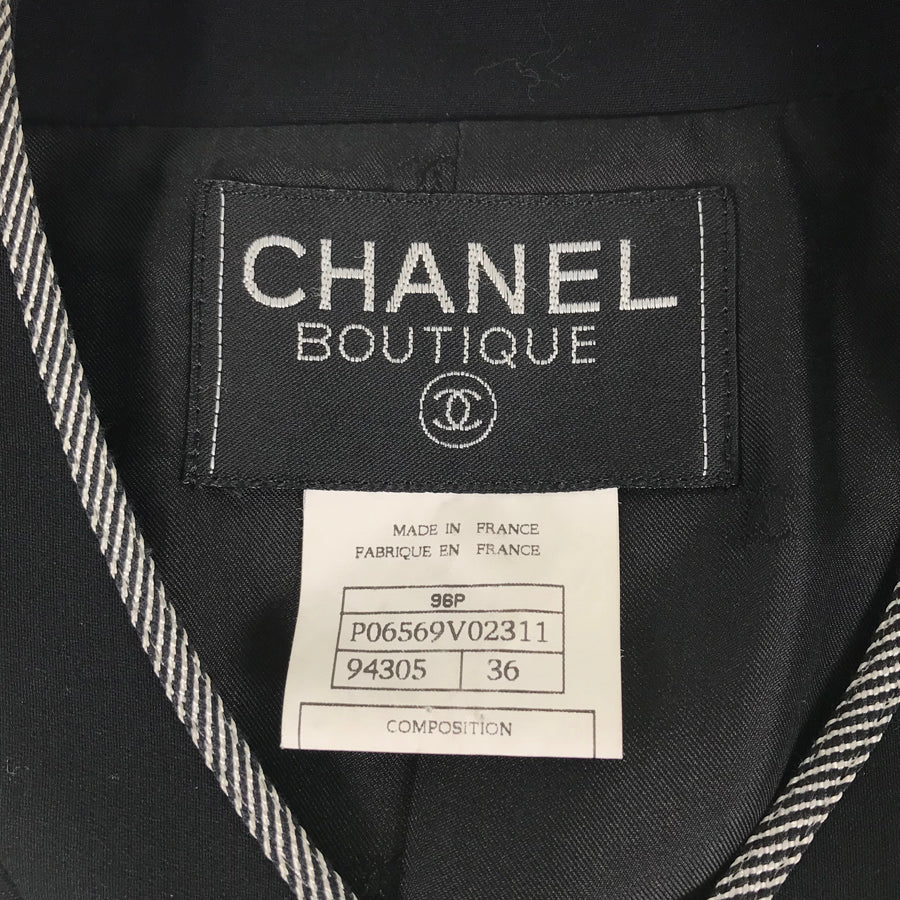 CHANEL
BOUTIQUE
MADE IN FRANCE
FABRIQUE EN FRANCE
96P
P06569V02311
94305 36
COMPOSITION